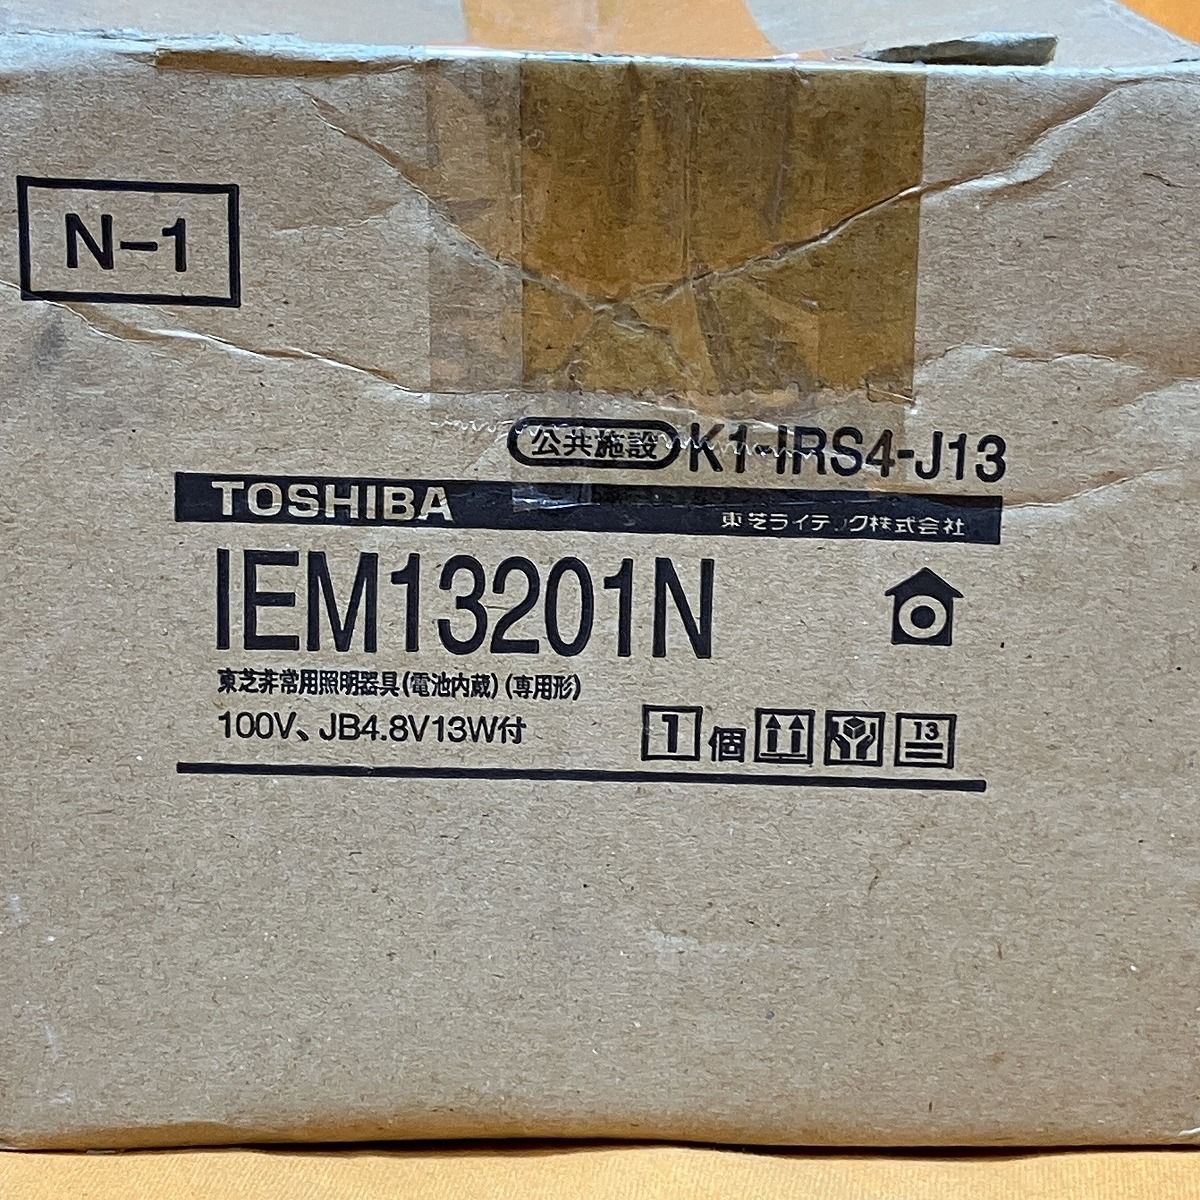 N-1
公共施設 K1-IRS4-J13
TOSHIBA 東芝ライテック株式会社
IEM13201N
東芝非常用照明器具(電池内蔵)(専用形)
100V、JB4.8V13W付
1個 13